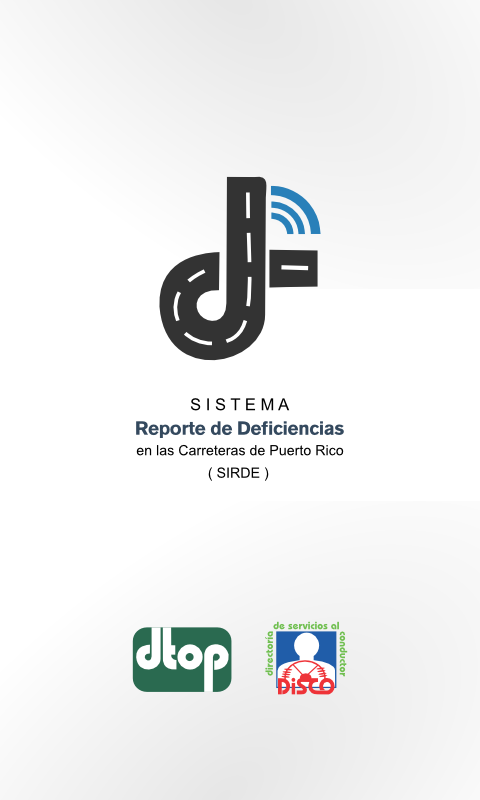 SISTEMA
Reporte de Deficiencias
en las Carreteras de Puerto Rico
( SIRDE )
dtop
de servicios al
directoria
conductor
DISCO